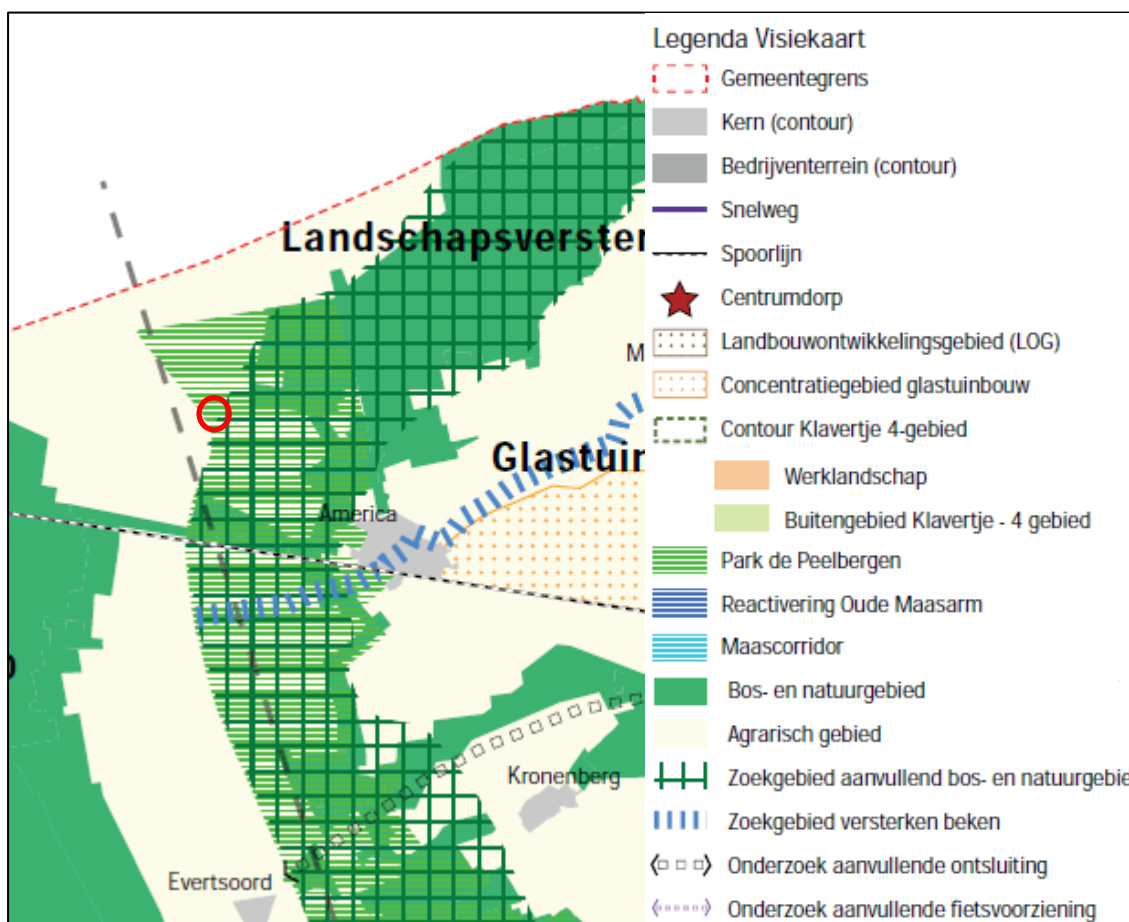 Legenda Visiekaart
Gemeentegrens
Kern (contour)
Bedrijventerrein (contour)
Snelweg
Spoorlijn
Centrumdorp
Landbouwontwikkelingsgebied (LOG)
Concentratiegebied glastuinbouw
Contour Klavertje 4-gebied
Werklandschap
Buitengebied Klavertje - 4 gebied
Park de Peelbergen
Reactivering Oude Maasarm
Maascorridor
Bos- en natuurgebied
Agrarisch gebied
Zoekgebied aanvullend bos- en natuurgebie
Zoekgebied versterken beken
Onderzoek aanvullende ontsluiting
Onderzoek aanvullende fietsvoorziening
Landschapsverster
M
Glastuin
America
Kronenberg
Evertsoord